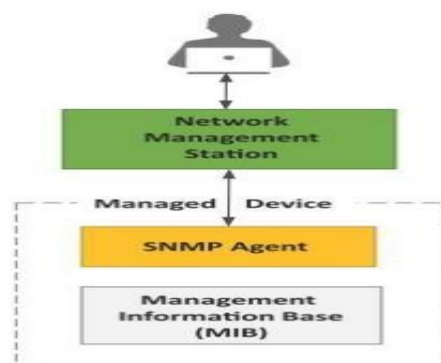 Network
Management
Station
Managed Device
SNMP Agent
Management
Information Base
(MIB)